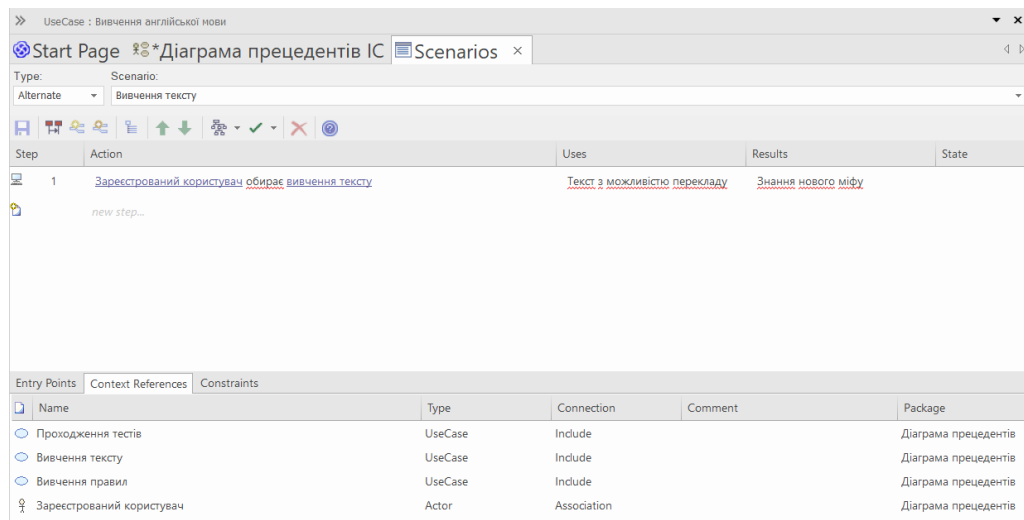 UseCase : Вивчення англійської мови
Start Page *Діаграма прецедентів ІС Scenarios
Type: Scenario:
Alternate Вивчення тексту
Step Action Uses Results State
1 Зареєстрований користувач обирає вивчення тексту Текст з можливістю перекладу Знання нового міфу
new step...
Entry Points Context References Constraints
Name Type Connection Comment Package
Проходження тестів UseCase Include Діаграма прецедентів
Вивчення тексту UseCase Include Діаграма прецедентів
Вивчення правил UseCase Include Діаграма прецедентів
Зареєстрований користувач Actor Association Діаграма прецедентів